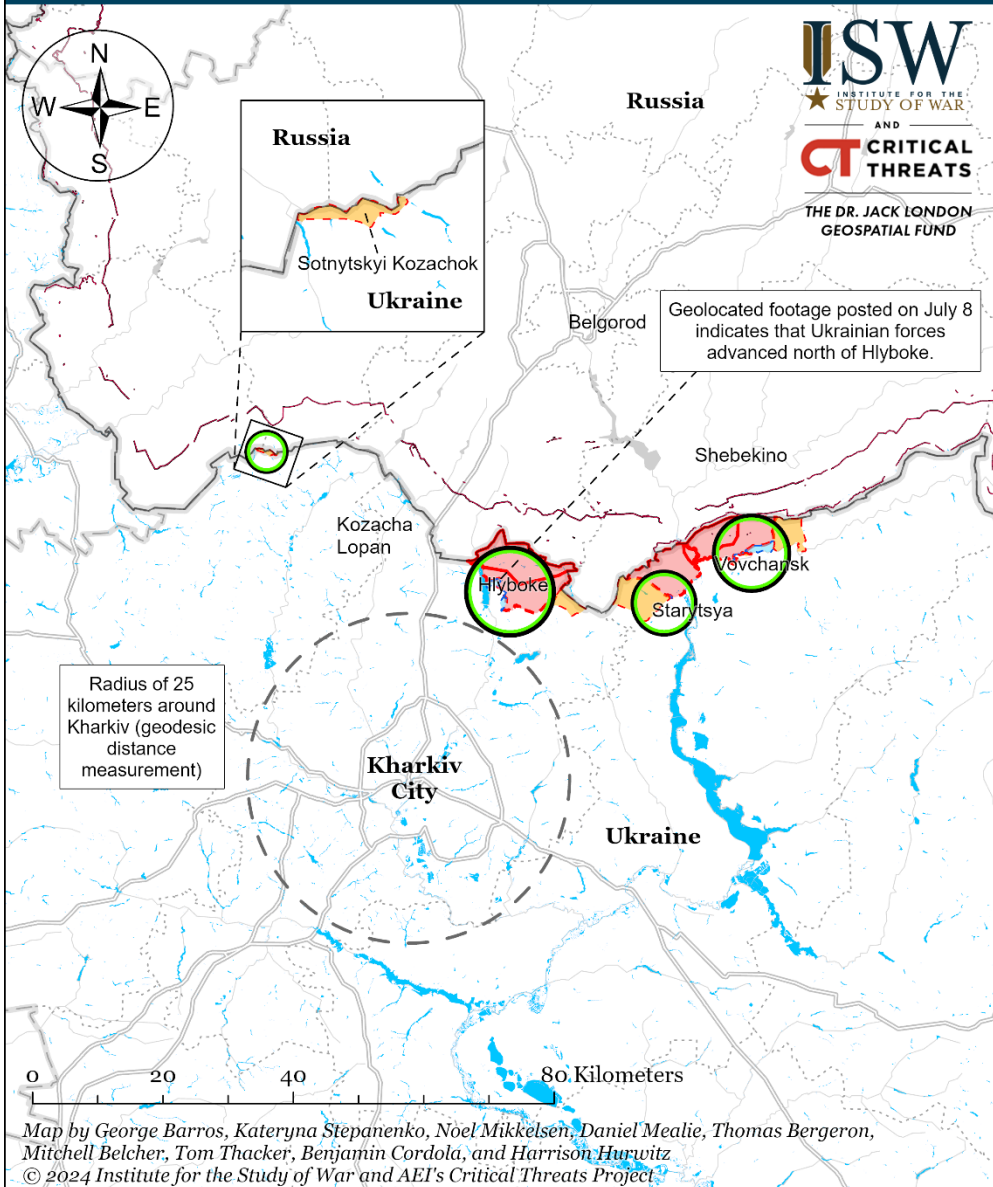 N
W
E
S
ISW
INSTITUTE FOR THE
STUDY OF WAR
AND
CT CRITICAL
THREATS
THE DR. JACK LONDON
GEOSPATIAL FUND
Russia
Russia
Sotnytskyi Kozachok
Ukraine
Belgorod
Geolocated footage posted on July 8
indicates that Ukrainian forces
advanced north of Hlyboke.
Shebekino
Kozacha
Lopan
Hlyboke
Vovchansk
Starytsya
Radius of 25
kilometers around
Kharkiv (geodesic
distance
measurement)
Kharkiv
City
Ukraine
0 20 40 80 Kilometers
Map by George Barros, Kateryna Stepanenko, Noel Mikkelsen, Daniel Mealie, Thomas Bergeron,
Mitchell Belcher, Tom Thacker, Benjamin Cordola, and Harrison Hurwitz
© 2024 Institute for the Study of War and AEI's Critical Threats Project